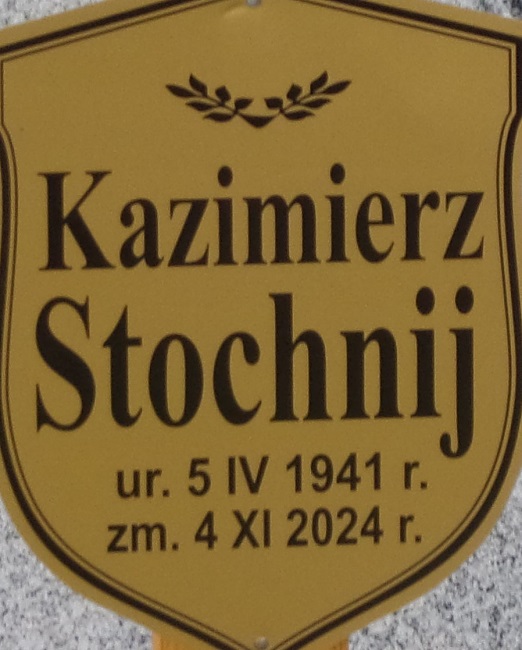 Kazimierz
Stochnij
ur. 5 IV 1941 r.
zm. 4 XI 2024 r.